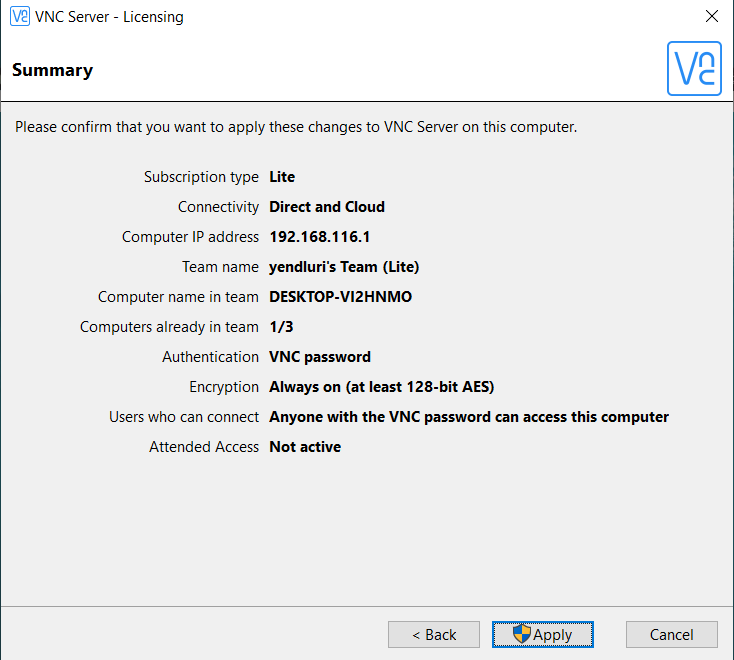 VNC Server - Licensing
Summary
Please confirm that you want to apply these changes to VNC Server on this computer.
Subscription type Lite
Connectivity Direct and Cloud
Computer IP address 192.168.116.1
Team name yendluri's Team (Lite)
Computer name in team DESKTOP-VI2HNMO
Computers already in team 1/3
Authentication VNC password
Encryption Always on (at least 128-bit AES)
Users who can connect Anyone with the VNC password can access this computer
Attended Access Not active
< Back Apply Cancel